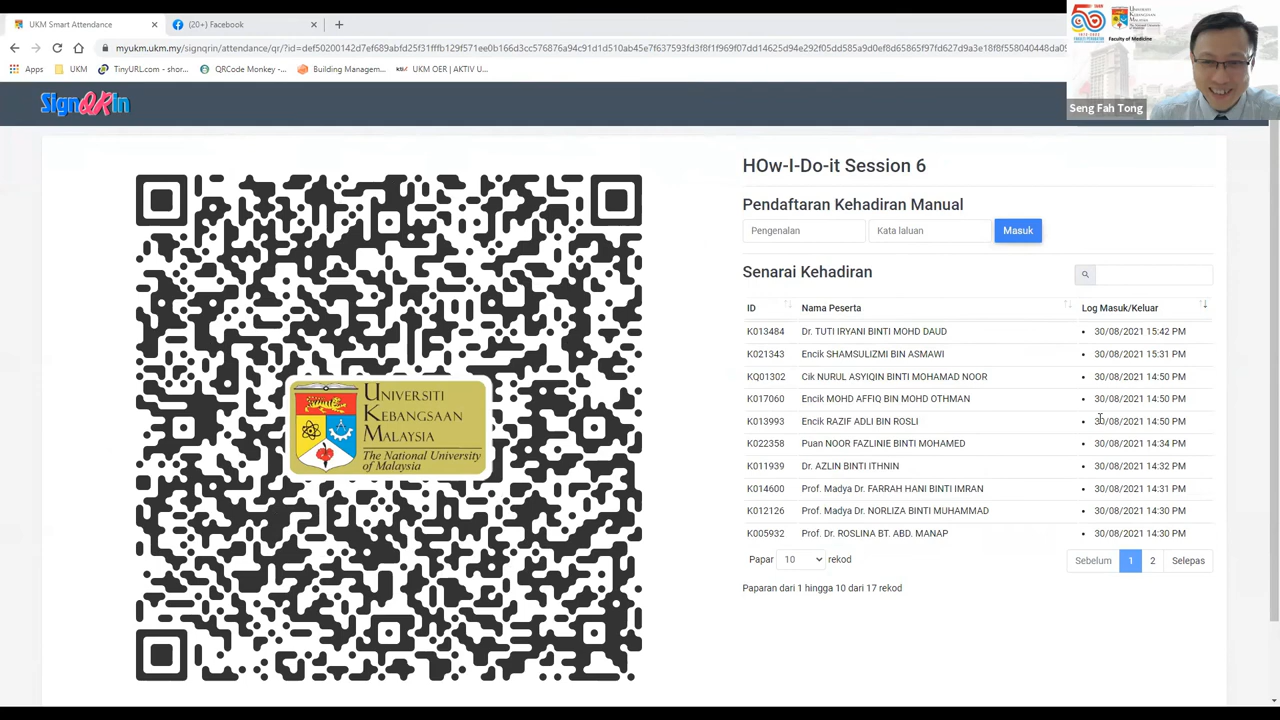 UKM Smart Attendance
(20+) Facebook
Apps
UKM
TinyURL.com - shor...
QRCode Monkey -...
Building Managem...
UKM OER | AKTIV U...
Faculty of Medicine
Seng Fah Tong
SignQRin
HOw-I-Do-it Session 6
Pendaftaran Kehadiran Manual
Pengenalan
Kata laluan
Masuk
Senarai Kehadiran
ID Nama Peserta Log Masuk/Keluar
K013484 Dr. TUTI IRYANI BINTI MOHD DAUD • 30/08/2021 15:42 PM
K021343 Encik SHAMSULIZMI BIN ASMAWI • 30/08/2021 15:31 PM
KQ01302 Cik NURUL ASYIQIN BINTI MOHAMAD NOOR • 30/08/2021 14:50 PM
K017060 Encik MOHD AFFIQ BIN MOHD OTHMAN • 30/08/2021 14:50 PM
K013993 Encik RAZIF ADLI BIN ROSLI • 30/08/2021 14:50 PM
K022358 Puan NOOR FAZLINIE BINTI MOHAMED • 30/08/2021 14:34 PM
K011939 Dr. AZLIN BINTI ITHNIN • 30/08/2021 14:32 PM
K014600 Prof. Madya Dr. FARRAH HANI BINTI IMRAN • 30/08/2021 14:31 PM
K012126 Prof. Madya Dr. NORLIZA BINTI MUHAMMAD • 30/08/2021 14:30 PM
K005932 Prof. Dr. ROSLINA BT. ABD. MANAP • 30/08/2021 14:30 PM
Papar 10 rekod
Sebelum 1 2 Selepas
Paparan dari 1 hingga 10 dari 17 rekod
UNIVERSITI
KEBANGSAAN
MALAYSIA
The National University
of Malaysia